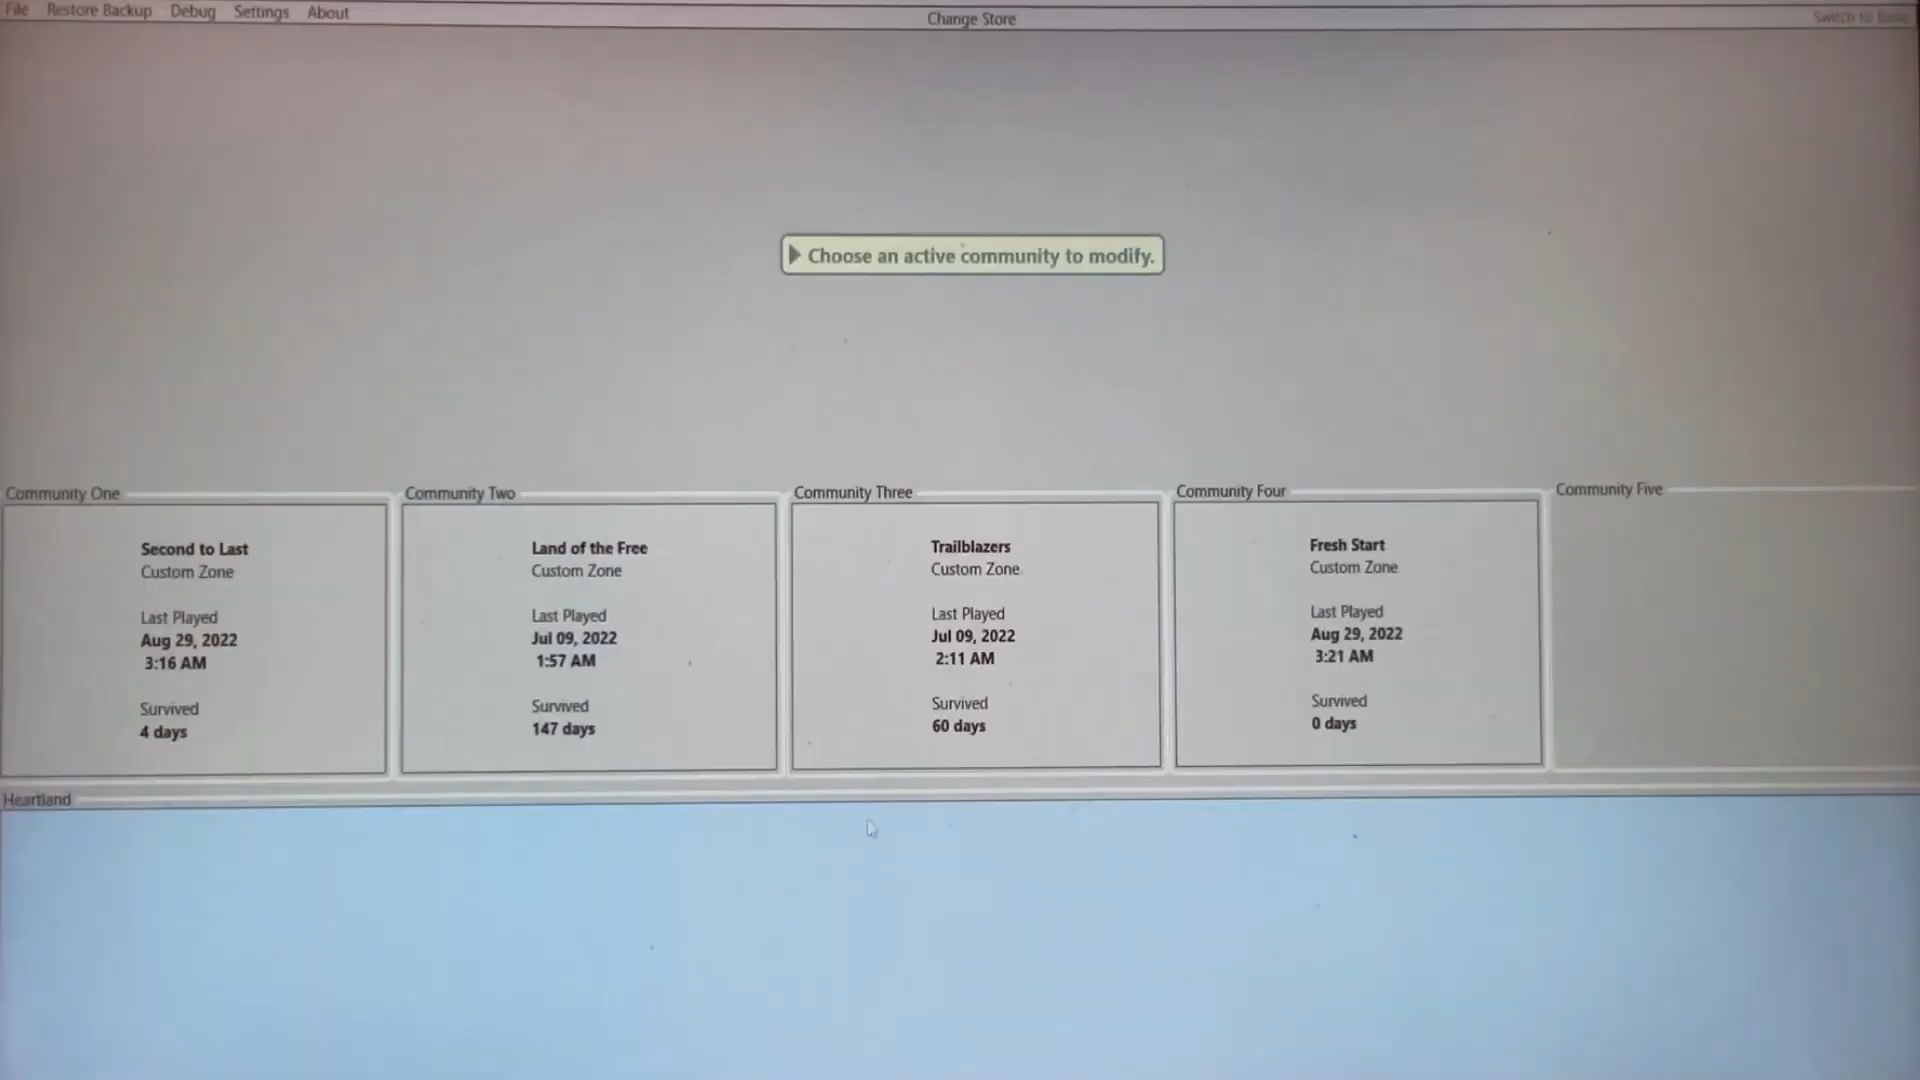 File Restore Backup Debug Settings About
Change Store
Switch to
Choose an active community to modify.
Community One
Second to Last
Custom Zone
Last Played
Aug 29, 2022
3:16 AM
Survived
4 days
Community Two
Land of the Free
Custom Zone
Last Played
Jul 09, 2022
1:57 AM
Survived
147 days
Community Three
Trailblazers
Custom Zone
Last Played
Jul 09, 2022
2:11 AM
Survived
60 days
Community Four
Fresh Start
Custom Zone
Last Played
Aug 29, 2022
3:21 AM
Survived
0 days
Community Five
Heartland